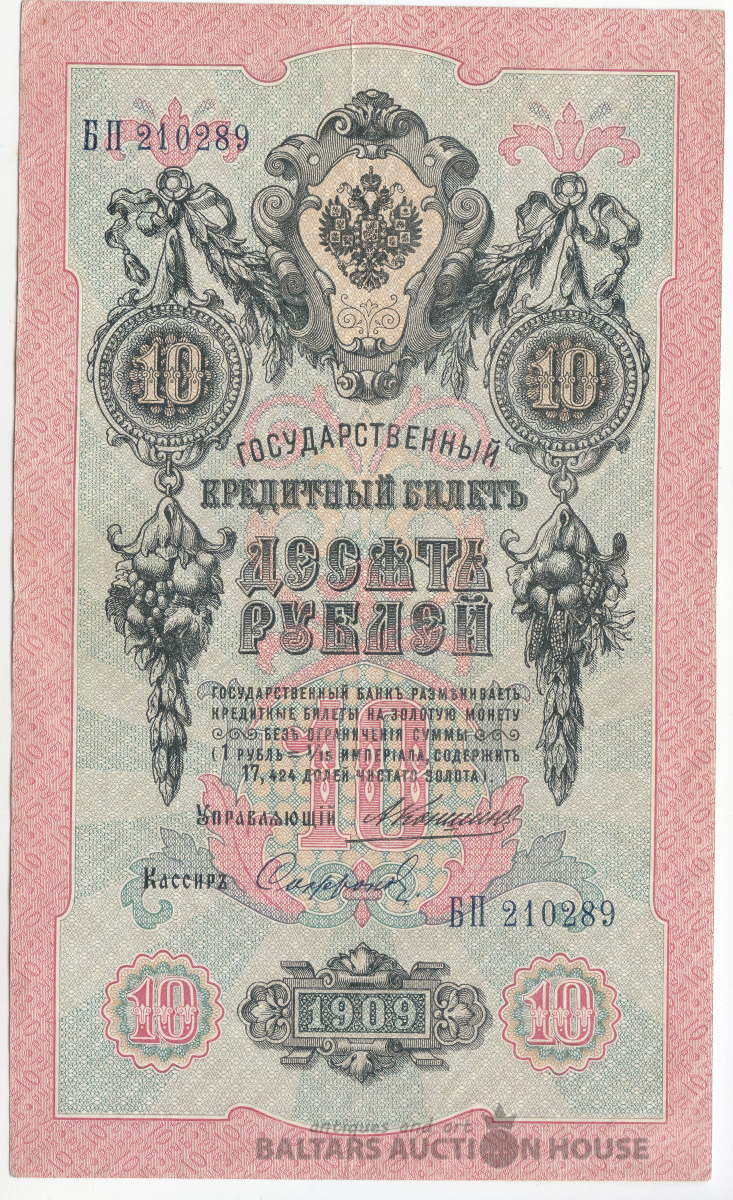 БП 210289
10 10
ГОСУДАРСТВЕННЫЙ
КРЕДИТНЫЙ БИЛЕТЪ
ДЕСЯТЬ
РУБЛЕЙ
ГОСУДАРСТВЕННЫЙ БАНКЪ РАЗМѢНИВАЕТЪ
КРЕДИТНЫЕ БИЛЕТЫ НА ЗОЛОТУЮ МОНЕТУ
БЕЗЪ ОГРАНИЧЕНІЯ СУММЫ
(1 РУБЛЬ = 1/15 ИМПЕРІАЛА, СОДЕРЖИТЪ
17,424 ДОЛЕЙ ЧИСТАГО ЗОЛОТА).
10
УПРАВЛЯЮЩІЙ
КАССИРЪ Софронов
БП 210289
10 1909 10
antiques and art
BALTARS AUCTION HOUSE